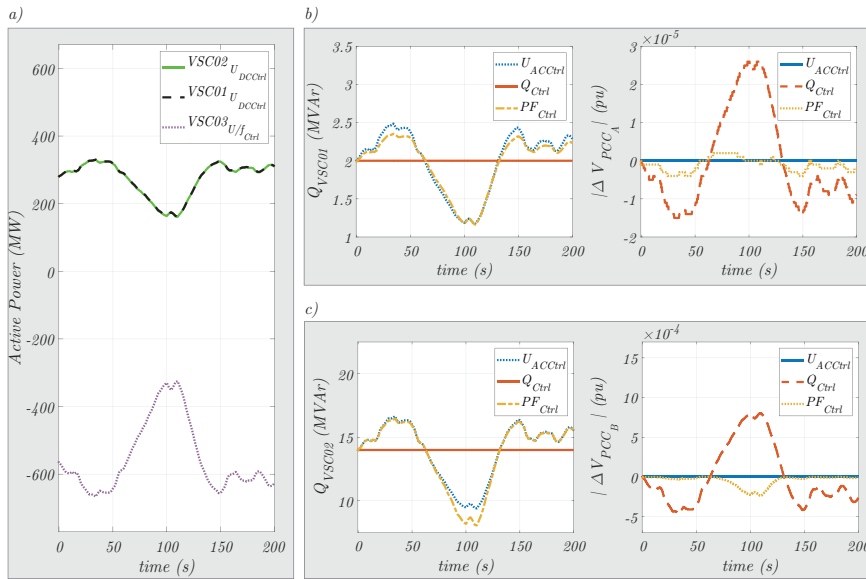 a)
600
400
200
0
-200
-400
-600
0 50 100 150 200
Active Power (MW)
time (s)
VSC02 U_DCCtrl
VSC01 U_DCCtrl
VSC03 U/f_Ctrl
b)
3.5
3
2.5
2
1.5
1
0 50 100 150 200
Q_VSC01 (MVAr)
time (s)
U_ACCtrl
Q_Ctrl
PF_Ctrl
×10^-5
3
2
1
0
-1
-2
0 50 100 150 200
| Δ V_PCC_A | (pu)
time (s)
U_ACCtrl
Q_Ctrl
PF_Ctrl
c)
20
15
10
0 50 100 150 200
Q_VSC02 (MVAr)
time (s)
U_ACCtrl
Q_Ctrl
PF_Ctrl
×10^-4
15
10
5
0
-5
0 50 100 150 200
| ΔV_PCC_B | (pu)
time (s)
U_ACCtrl
Q_Ctrl
PF_Ctrl